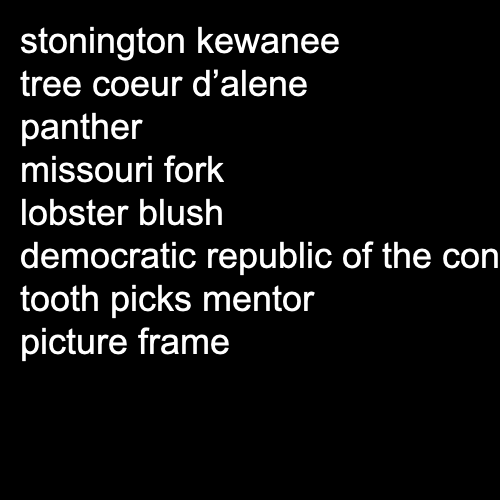 stonington kewanee
tree coeur d’alene
panther
missouri fork
lobster blush
democratic republic of the con
tooth picks mentor
picture frame